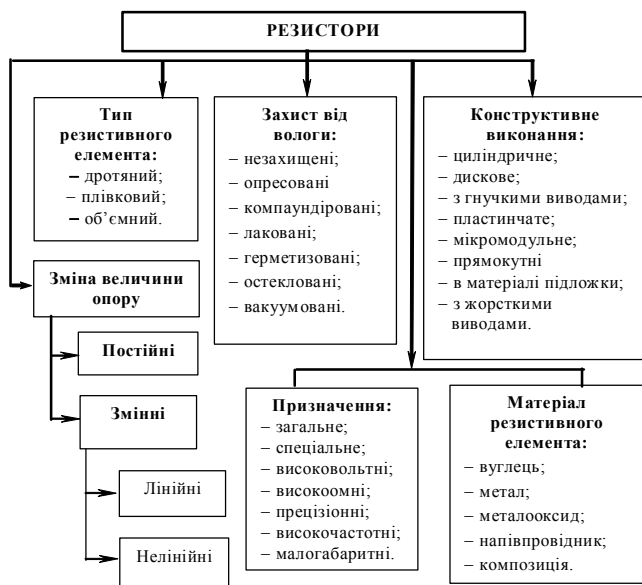 РЕЗИСТОРИ
Тип
резистивного
елемента:
– дротяний;
– плівковий;
– об’ємний.
Захист від
вологи:
– незахищені;
– опресовані
– компаундіровані;
– лаковані;
– герметизовані;
– остекловані;
– вакуумовані.
Конструктивне
виконання:
– циліндричне;
– дискове;
– з гнучкими виводами;
– пластинчате;
– мікромодульне;
– прямокутні
– в матеріалі підложки;
– з жорсткими
виводами.
Зміна величини
опору
Постійні
Змінні
Лінійні
Нелінійні
Призначення:
– загальне;
– спеціальне;
– високовольтні;
– високоомні;
– прецізіонні;
– високочастотні;
– малогабаритні.
Матеріал
резистивного
елемента:
– вуглець;
– метал;
– металооксид;
– напівпровідник;
– композиція.